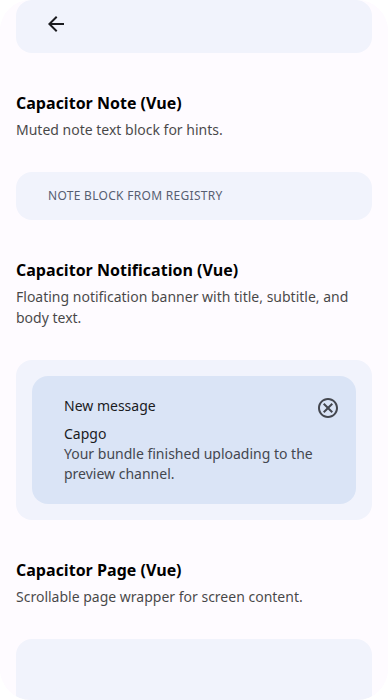 Capacitor Note (Vue)
Muted note text block for hints.
NOTE BLOCK FROM REGISTRY
Capacitor Notification (Vue)
Floating notification banner with title, subtitle, and
body text.
New message
Capgo
Your bundle finished uploading to the
preview channel.
Capacitor Page (Vue)
Scrollable page wrapper for screen content.